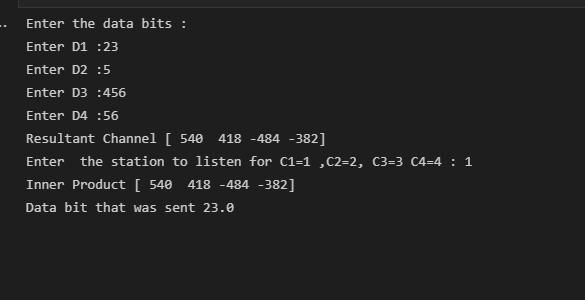 ..
Enter the data bits :
Enter D1 :23
Enter D2 :5
Enter D3 :456
Enter D4 :56
Resultant Channel [ 540  418 -484 -382]
Enter  the station to listen for C1=1 ,C2=2, C3=3 C4=4 : 1
Inner Product [ 540  418 -484 -382]
Data bit that was sent 23.0